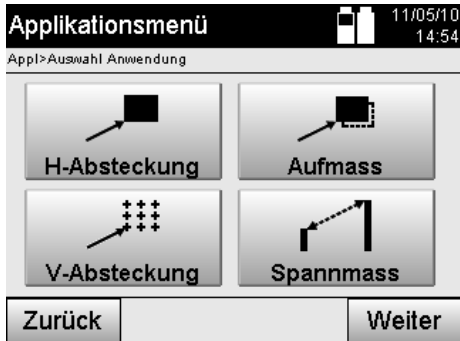 Applikationsmenü
11/05/10
14:54
Appl>Auswahl Anwendung
H-Absteckung
Aufmass
V-Absteckung
Spannmass
Zurück
Weiter